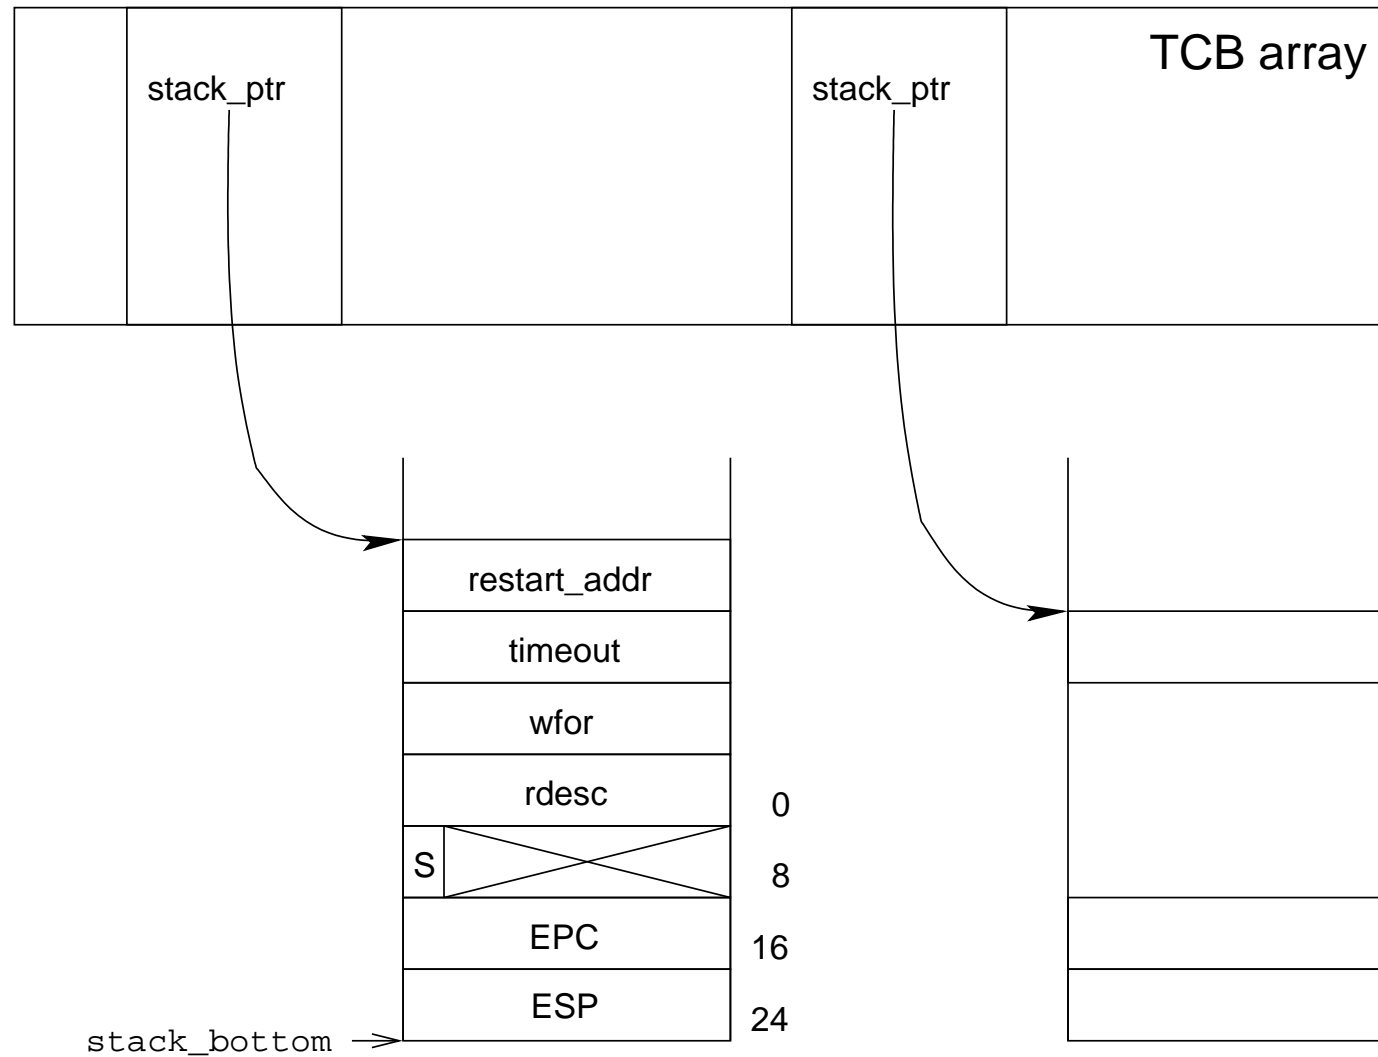 TCB array
stack_ptr
stack_ptr
restart_addr
timeout
wfor
rdesc
0
S
8
EPC
16
ESP
24
stack_bottom